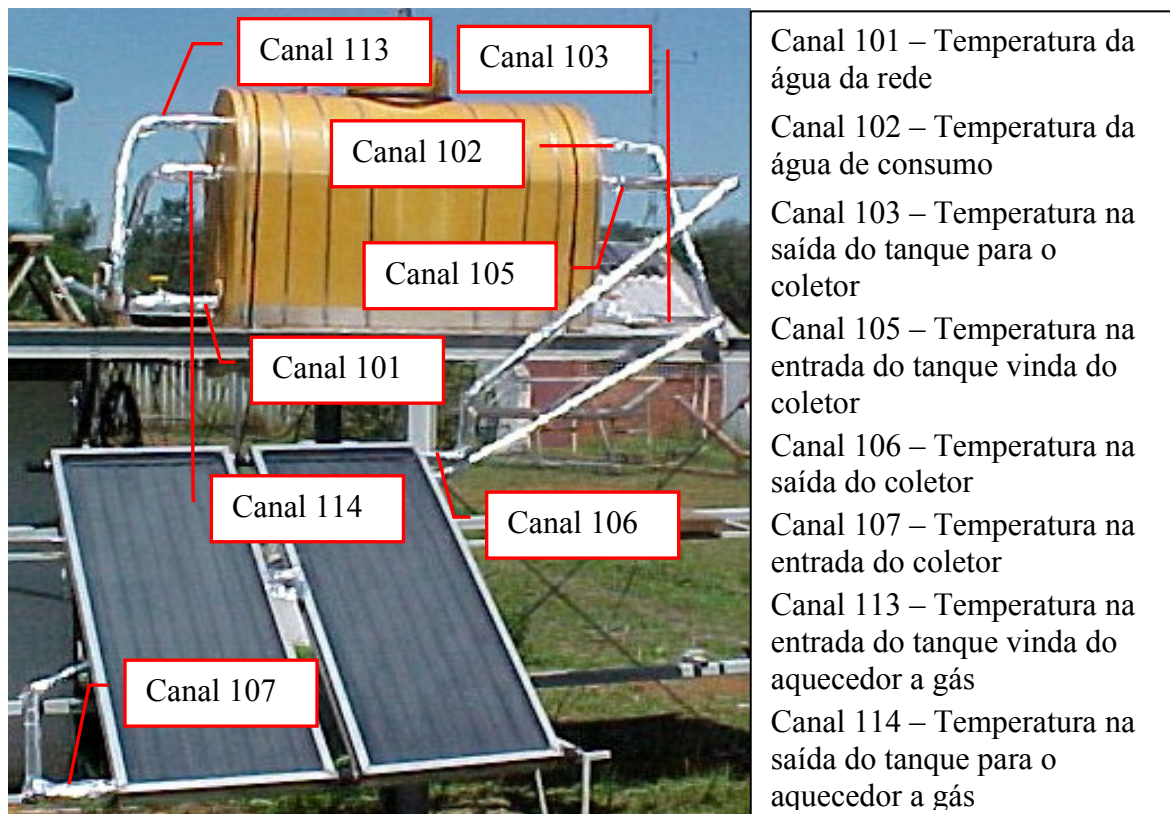 Canal 113
Canal 103
Canal 102
Canal 105
Canal 101
Canal 114
Canal 106
Canal 107
Canal 101 – Temperatura da
água da rede
Canal 102 – Temperatura da
água de consumo
Canal 103 – Temperatura na
saída do tanque para o
coletor
Canal 105 – Temperatura na
entrada do tanque vinda do
coletor
Canal 106 – Temperatura na
saída do coletor
Canal 107 – Temperatura na
entrada do coletor
Canal 113 – Temperatura na
entrada do tanque vinda do
aquecedor a gás
Canal 114 – Temperatura na
saída do tanque para o
aquecedor a gás